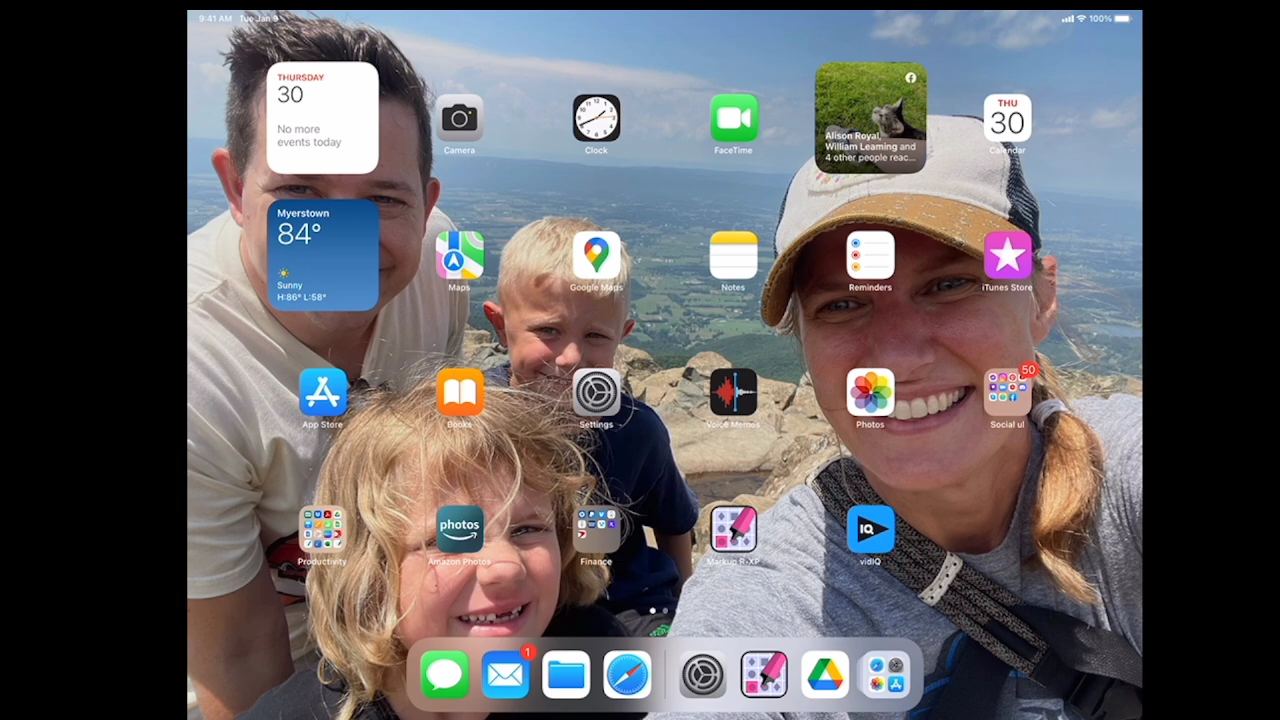 9:41 AM Tue Jan 9
100%
THURSDAY
30
No more
events today
Camera
Clock
FaceTime
Alison Royal,
William Leaming and
4 other people reac...
THU
30
Calendar
Myerstown
84°
Sunny
H:86° L:58°
Maps
Google Maps
Notes
Reminders
iTunes Store
App Store
Books
Settings
Voice Memos
Photos
50
Social ul
Productivity
photos
Amazon Photos
Finance
Markup R-XP
IQ
vidIQ
1